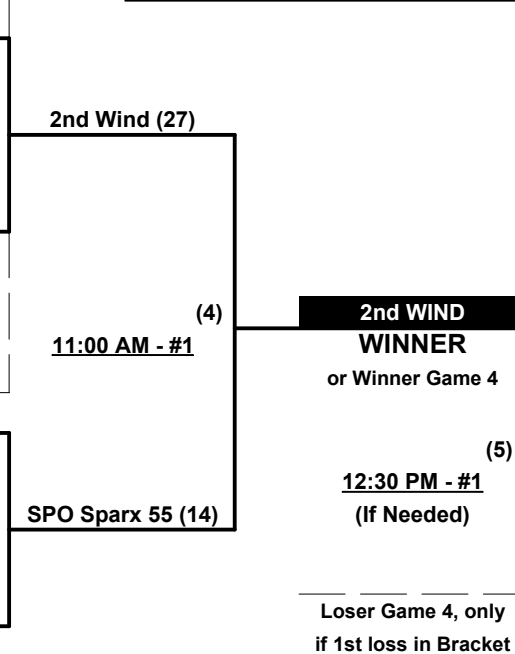 2nd Wind (27)
(4)
11:00 AM - #1
2nd WIND
WINNER
or Winner Game 4
(5)
12:30 PM - #1
(If Needed)
SPO Sparx 55 (14)
Loser Game 4, only
if 1st loss in Bracket